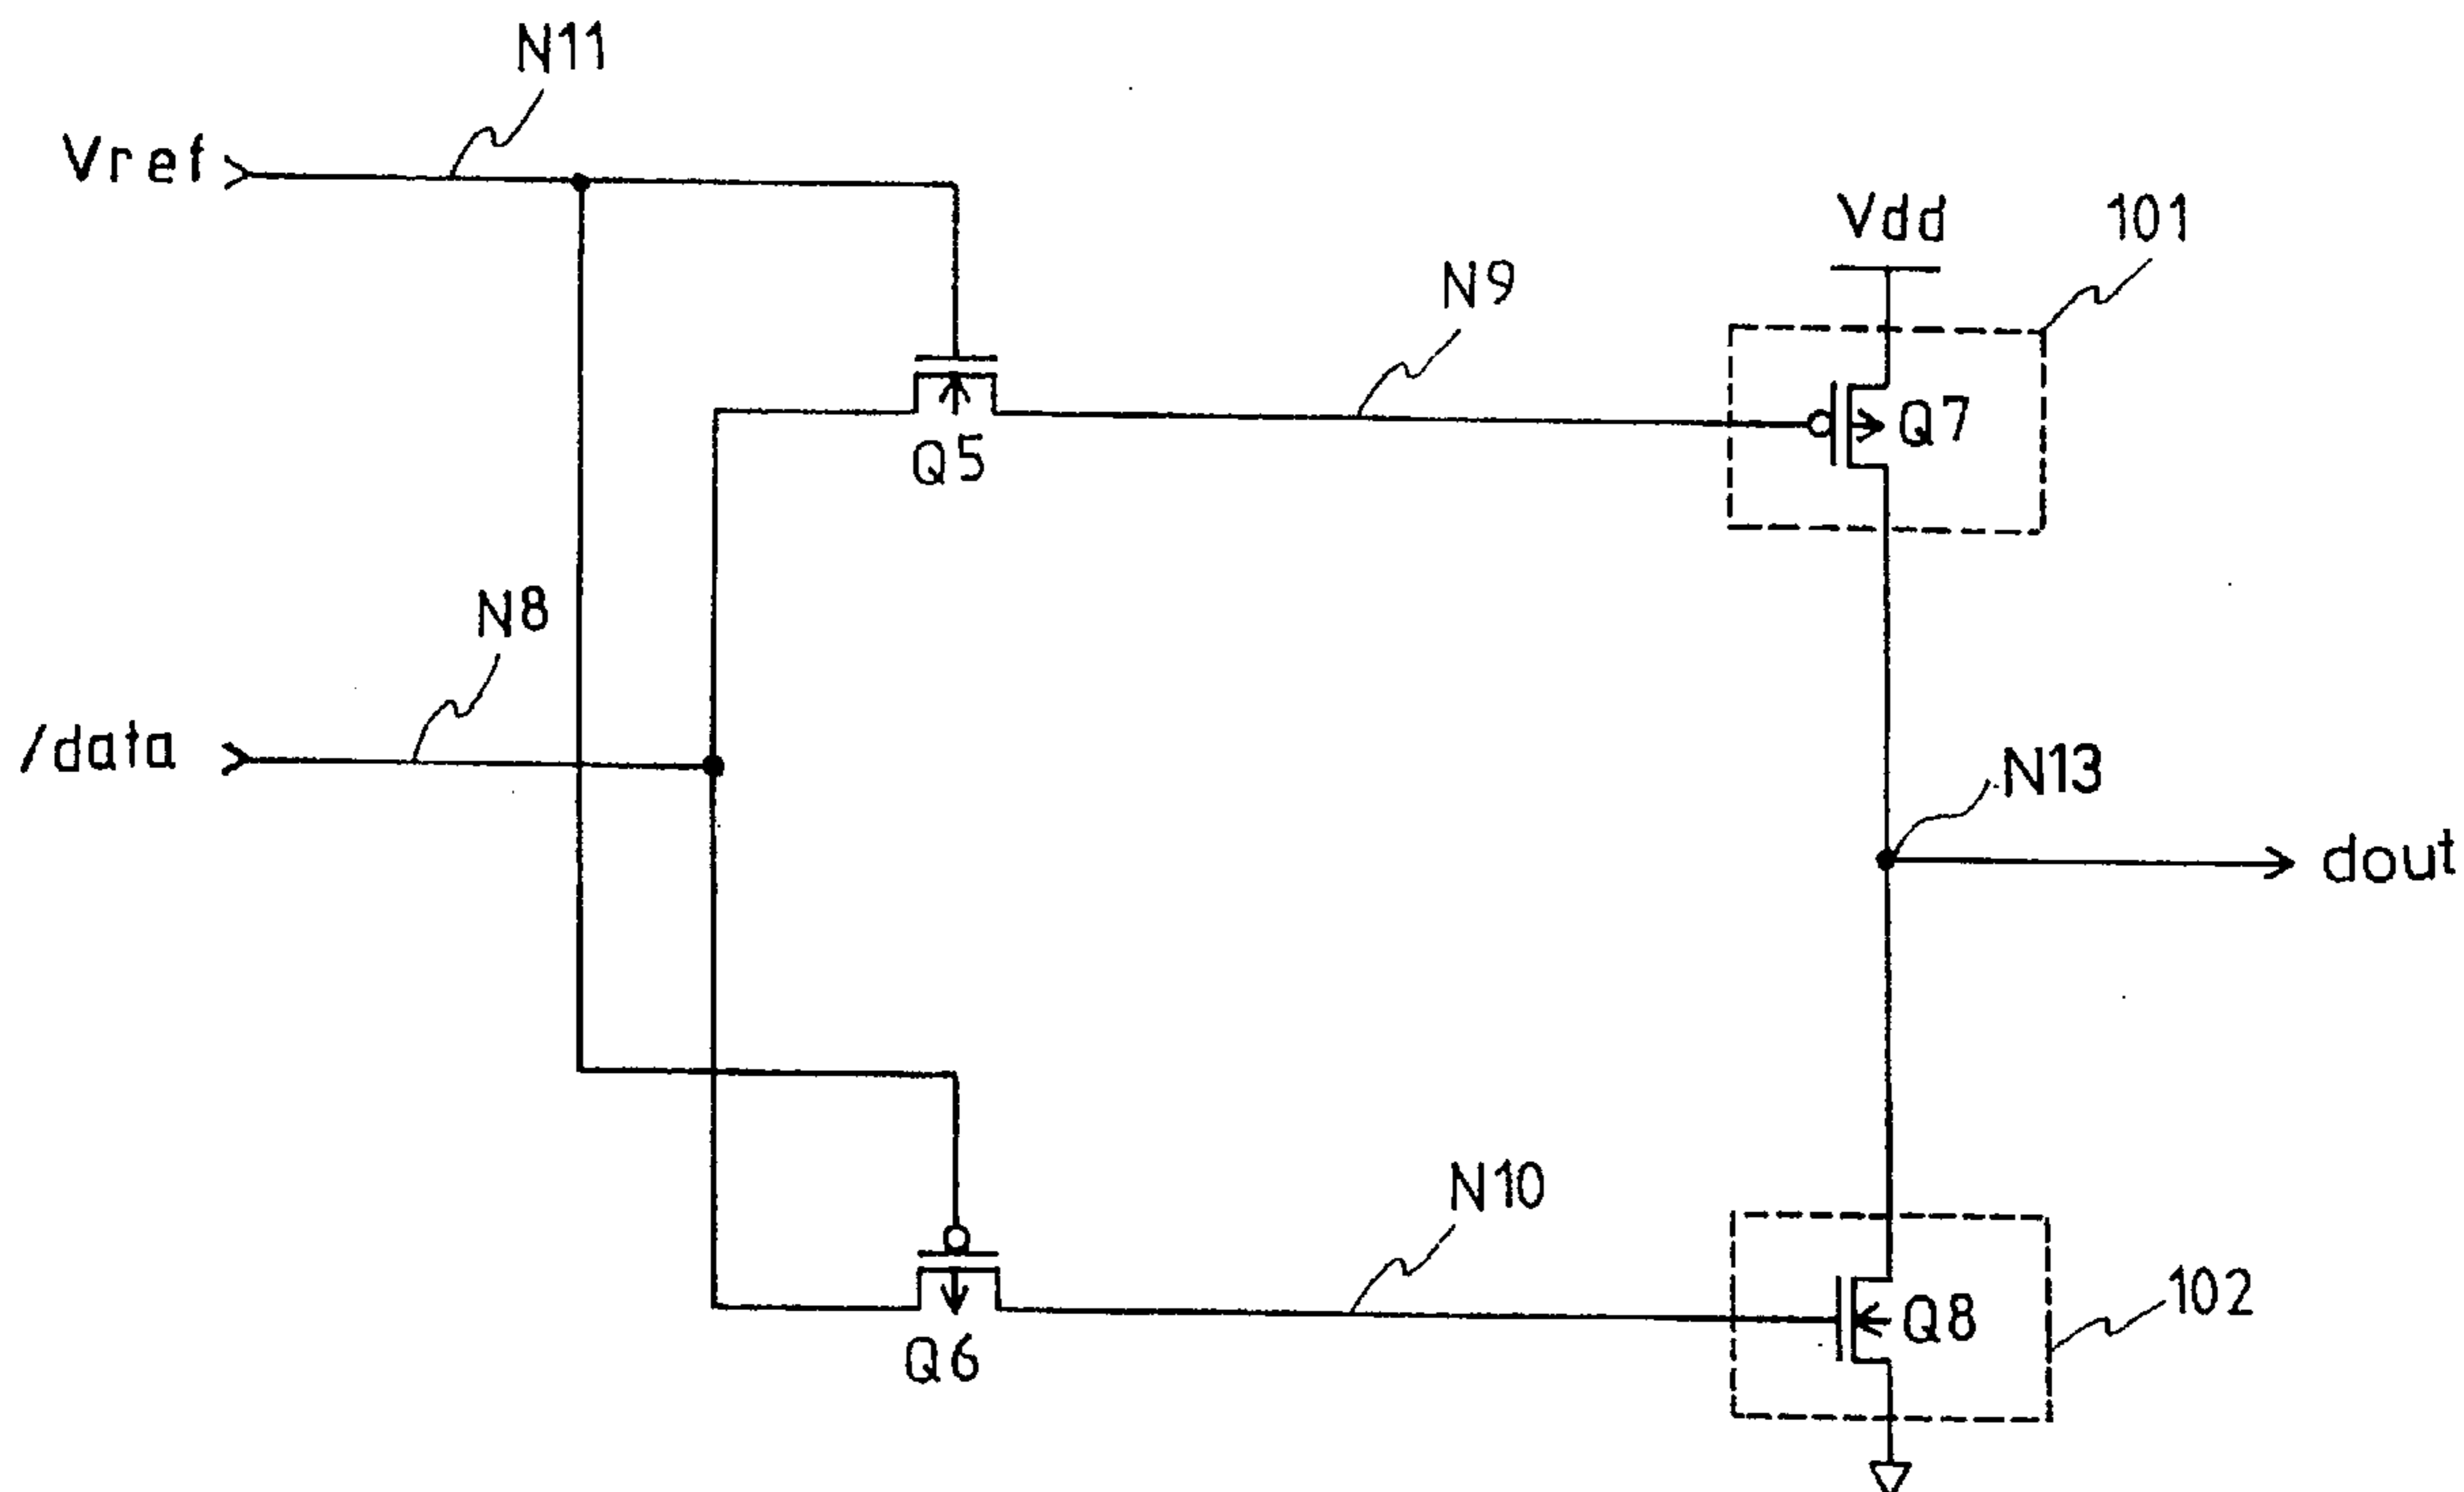 N11
Vref
Vdd
101
N9
Q7
Q5
N8
/data
N13
dout
N10
102
Q8
Q6